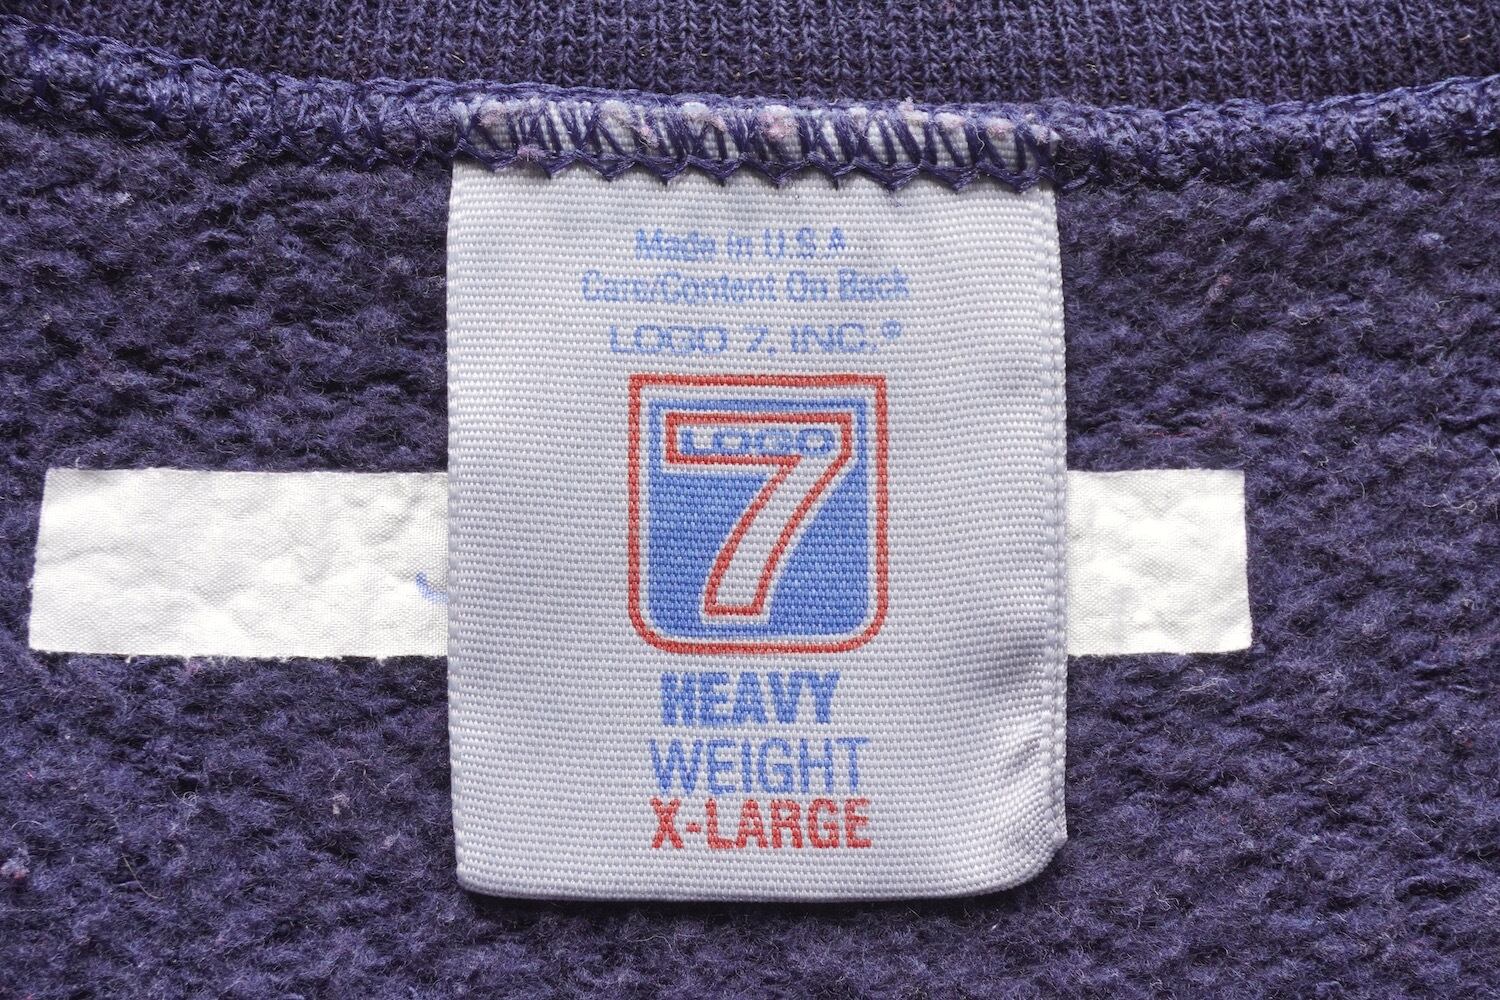 Made in U.S.A
Care/Content On Back
LOGO 7, INC.®
LOGO
7
HEAVY
WEIGHT
X-LARGE